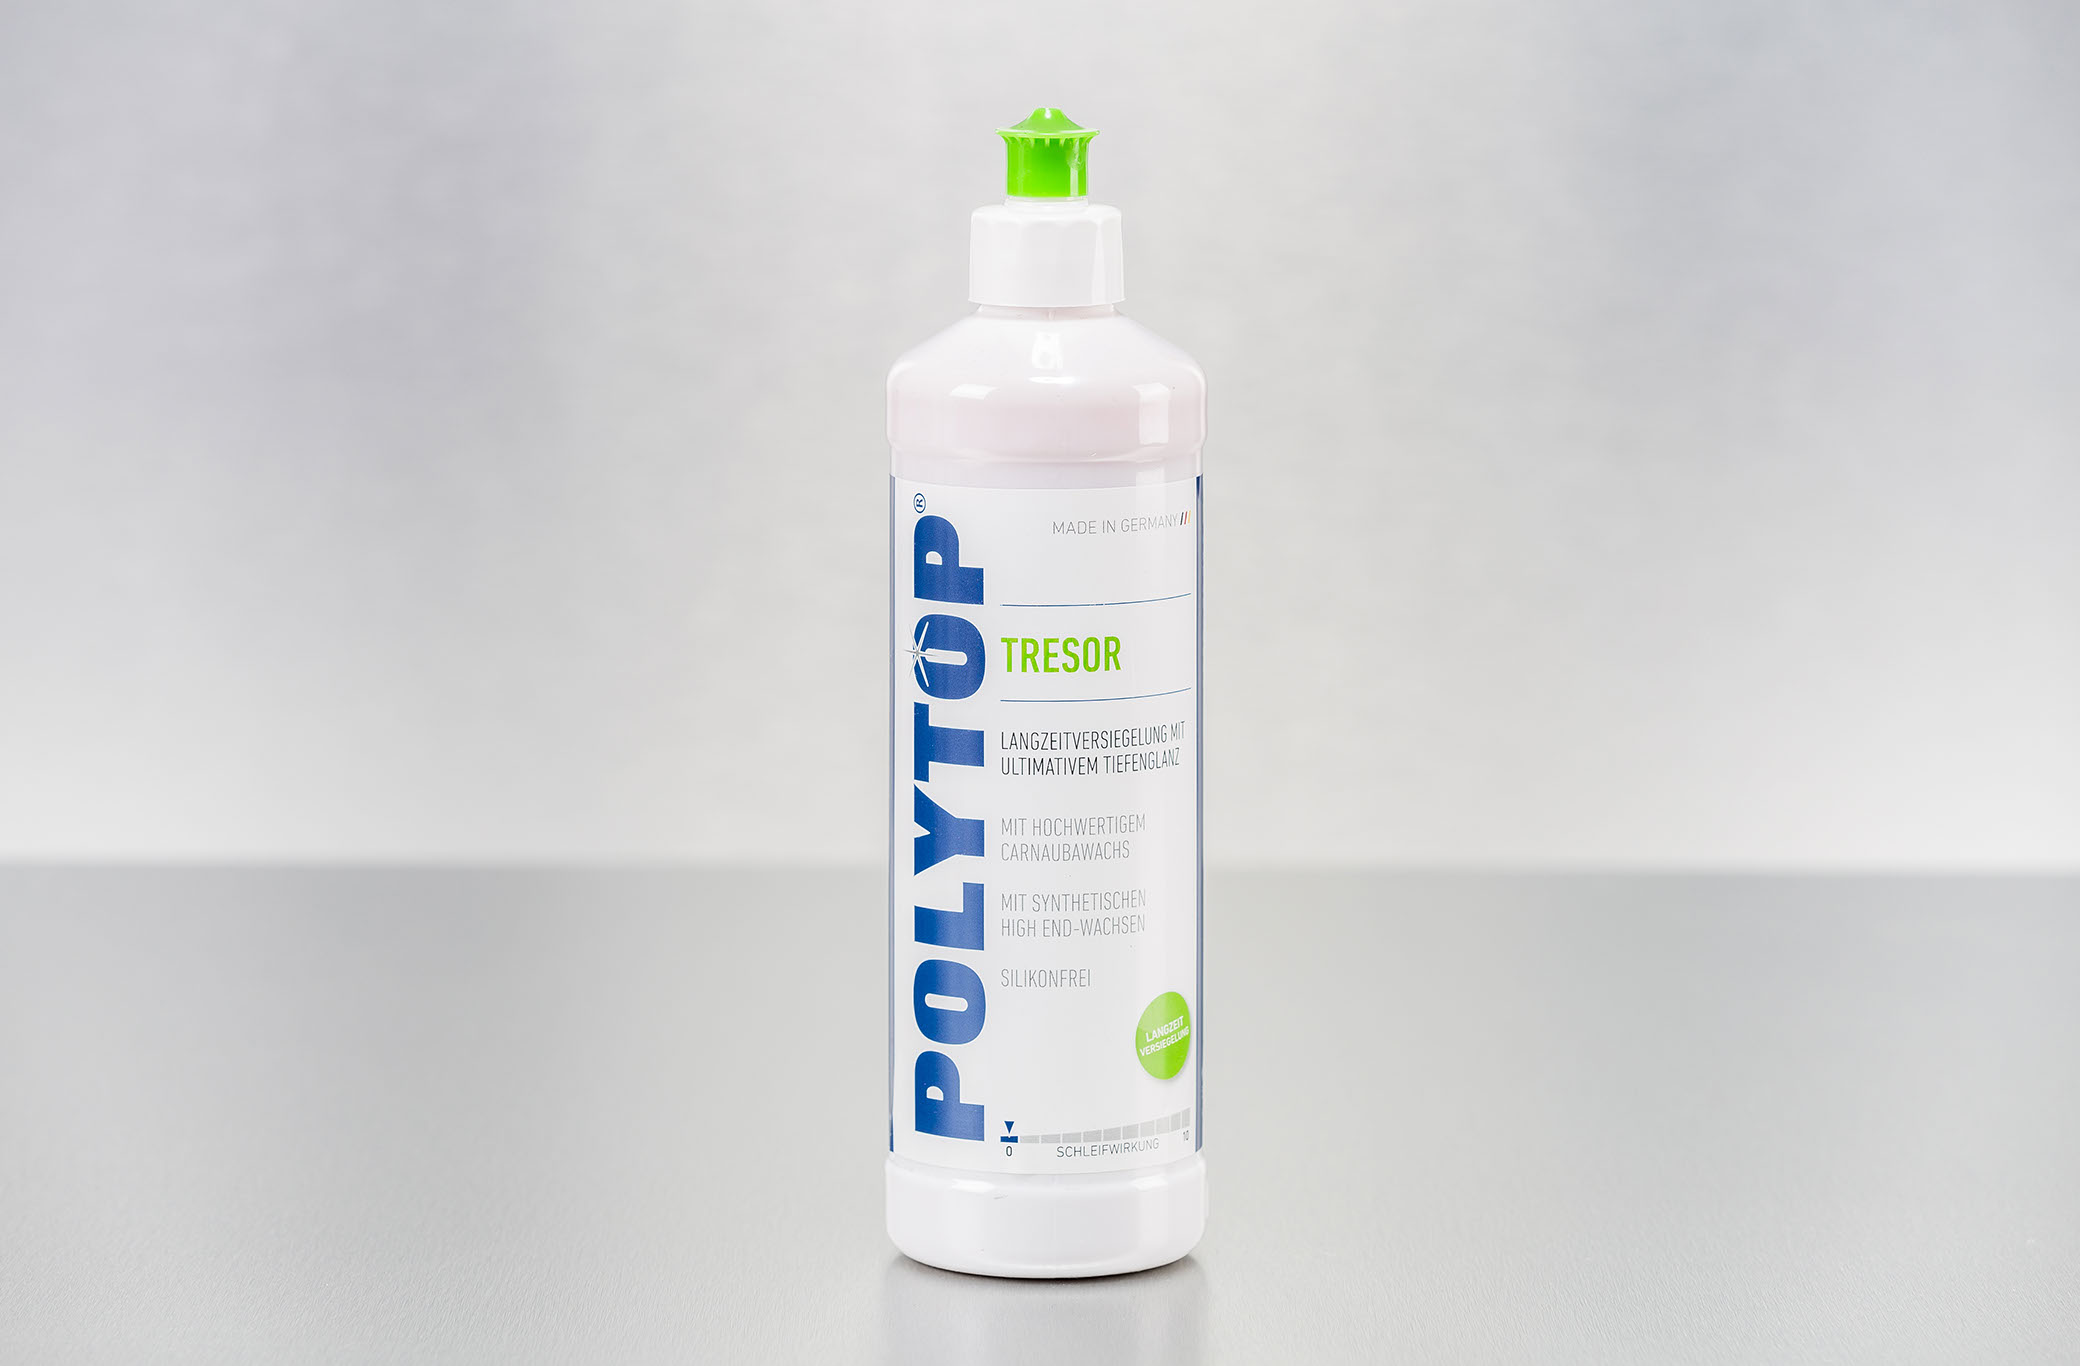 POLYTOP®
MADE IN GERMANY
TRESOR
LANGZEITVERSIEGELUNG MIT
ULTIMATIVEM TIEFENGLANZ
MIT HOCHWERTIGEM
CARNAUBAWACHS
MIT SYNTHETISCHEN
HIGH END-WACHSEN
SILIKONFREI
LANGZEIT
VERSIEGELUNG
0 SCHLEIFWIRKUNG 10